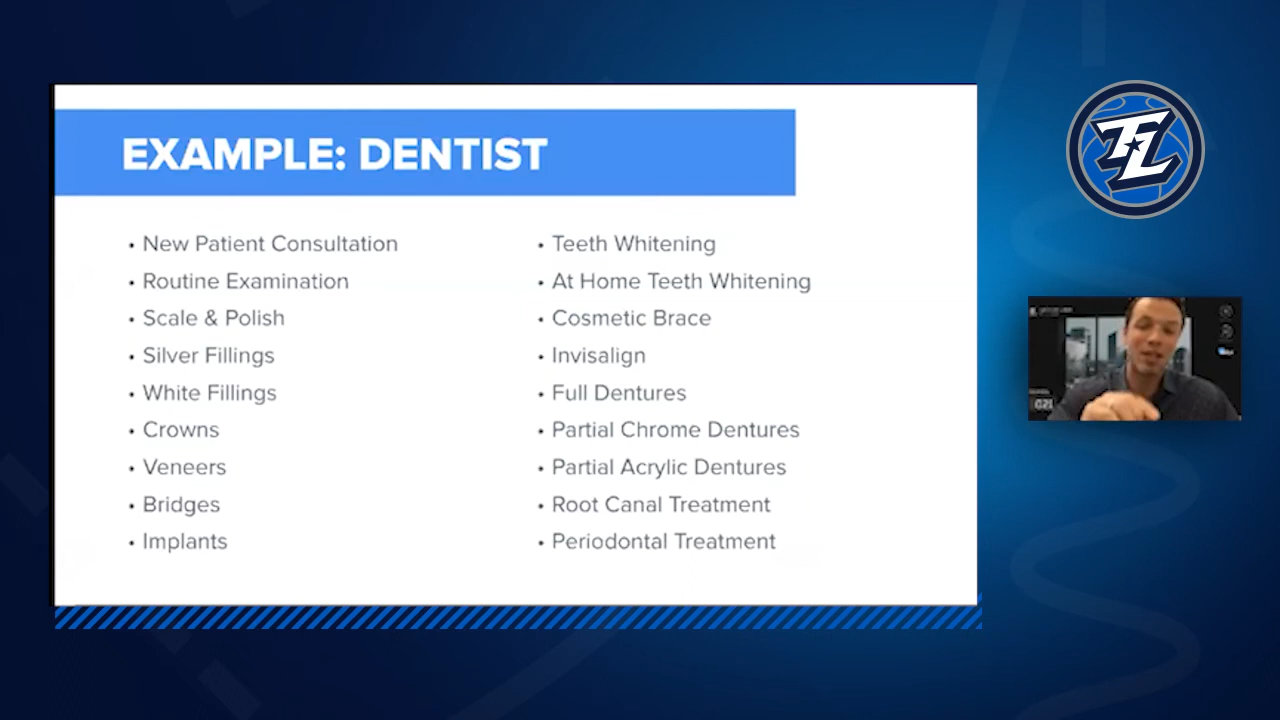 EXAMPLE: DENTIST
• New Patient Consultation
• Routine Examination
• Scale & Polish
• Silver Fillings
• White Fillings
• Crowns
• Veneers
• Bridges
• Implants
• Teeth Whitening
• At Home Teeth Whitening
• Cosmetic Brace
• Invisalign
• Full Dentures
• Partial Chrome Dentures
• Partial Acrylic Dentures
• Root Canal Treatment
• Periodontal Treatment
TL